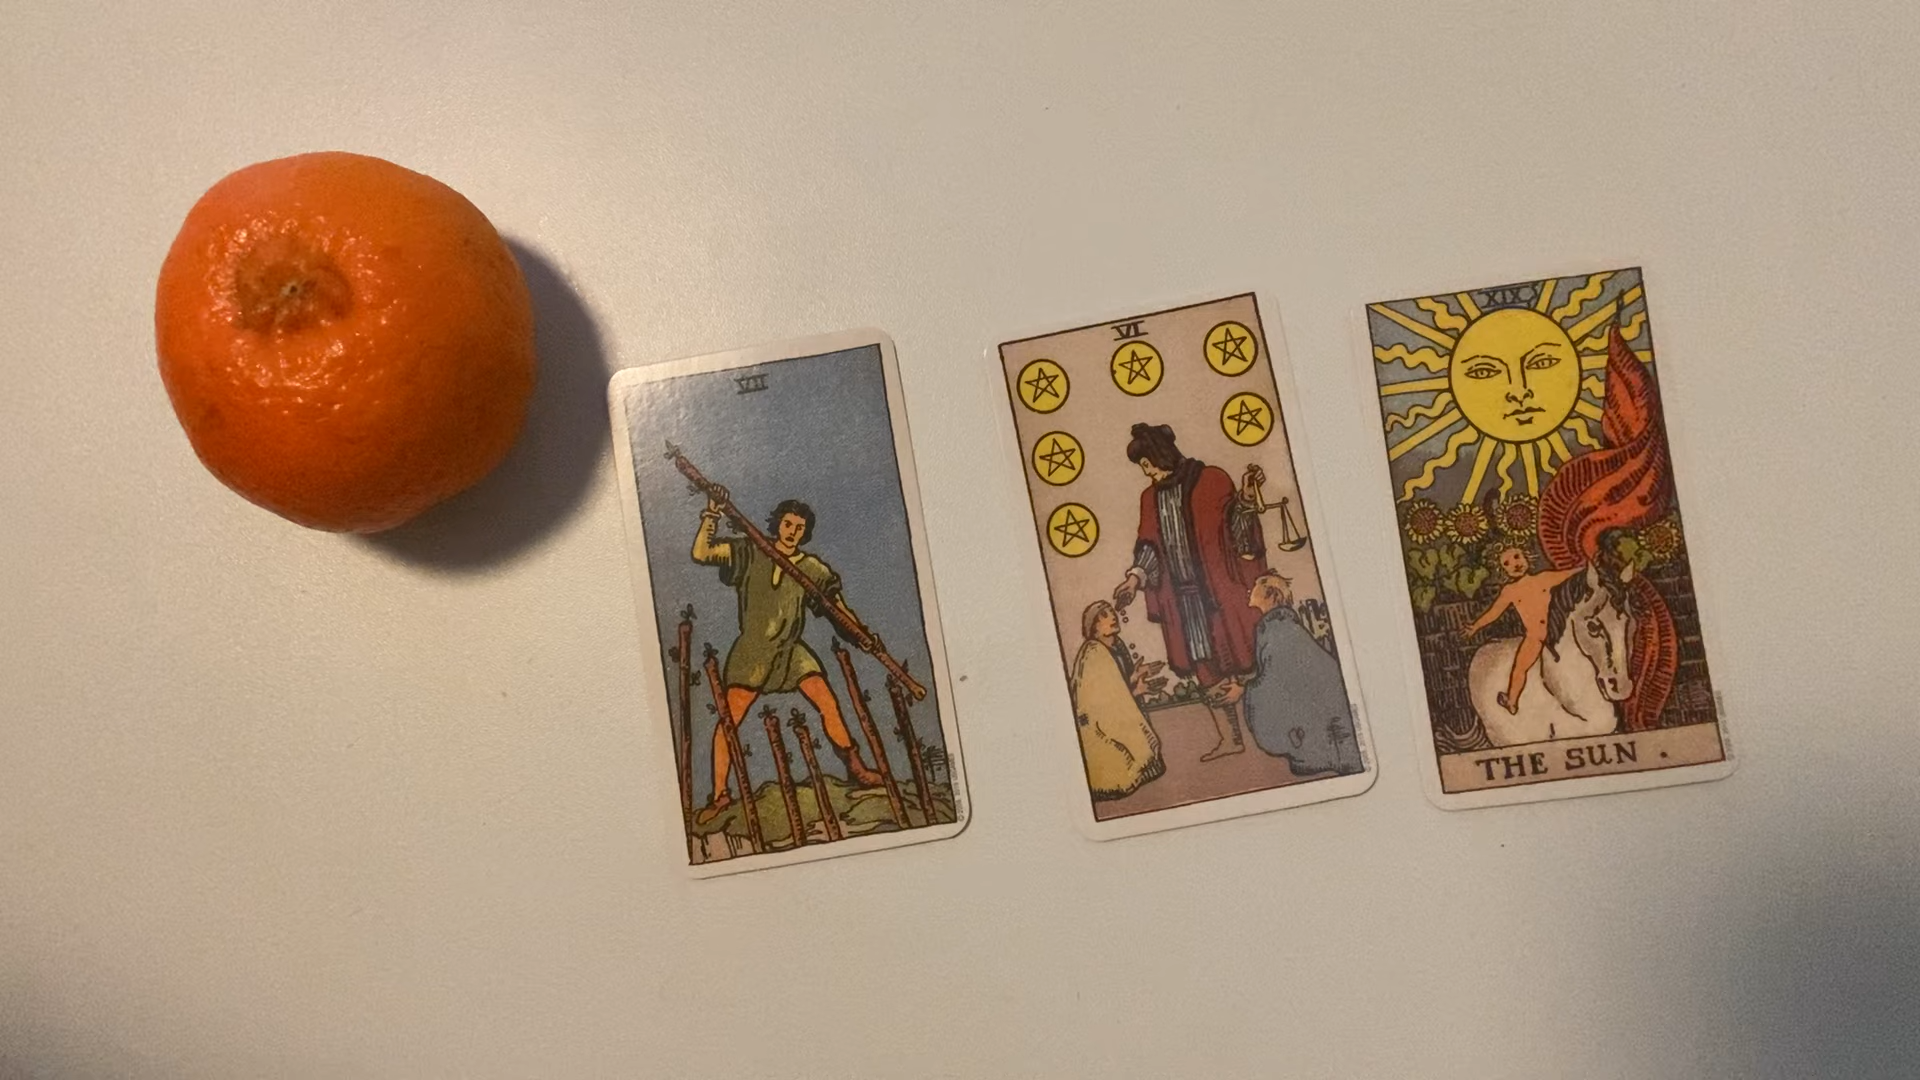 VII
VI
XIX
THE SUN .